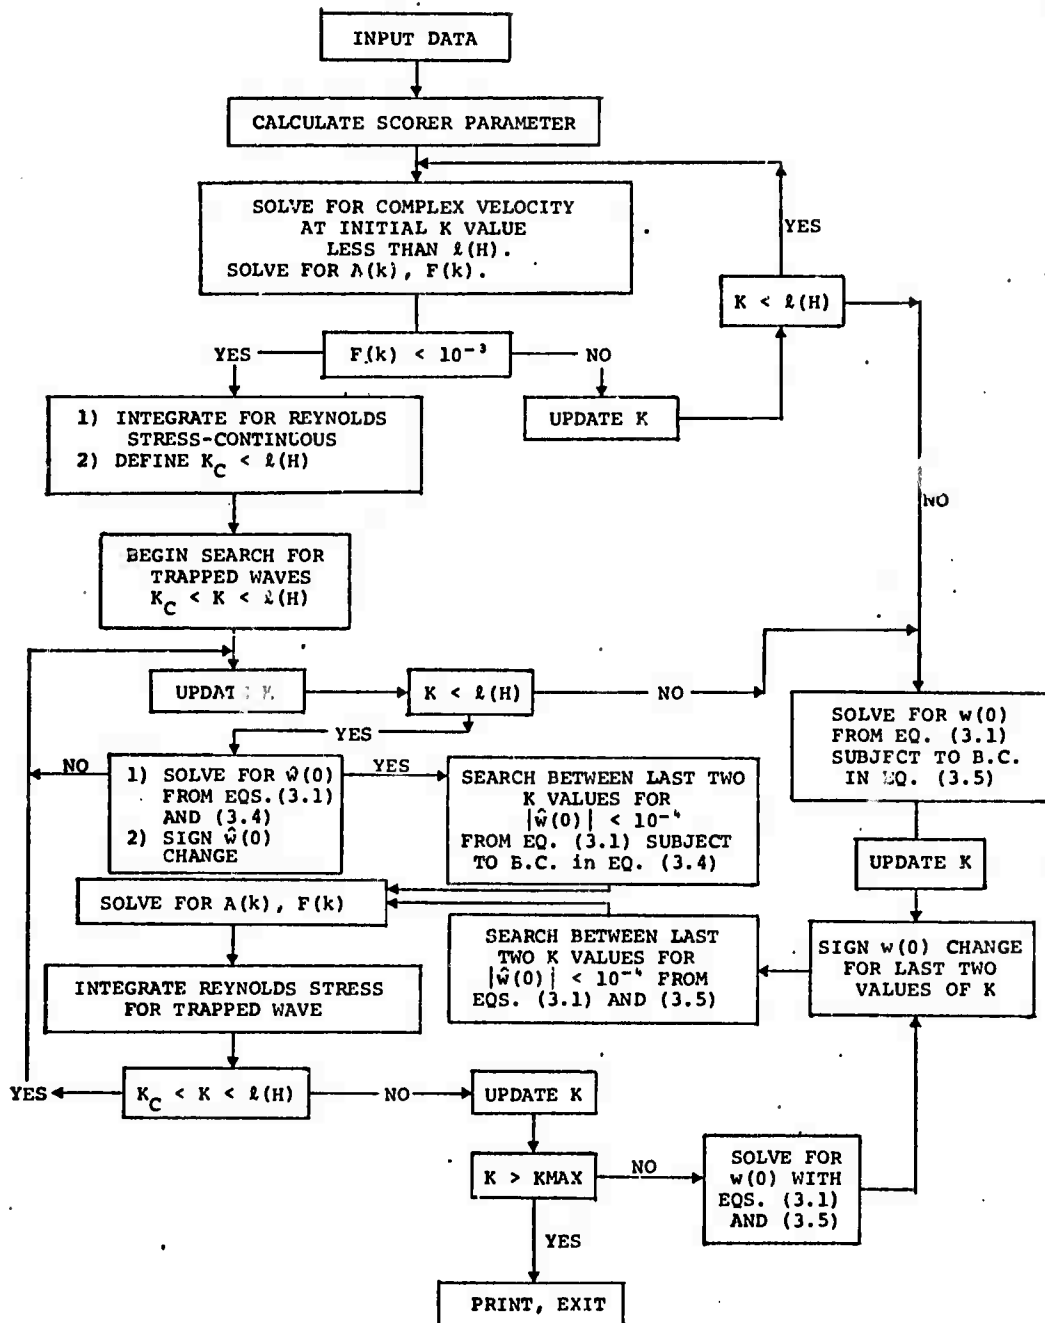 INPUT DATA
CALCULATE SCORER PARAMETER
SOLVE FOR COMPLEX VELOCITY
AT INITIAL K VALUE
LESS THAN ℓ(H).
SOLVE FOR A(k), F(k).
YES
K < ℓ(H)
YES
F(k) < 10⁻³
NO
1) INTEGRATE FOR REYNOLDS
STRESS-CONTINUOUS
2) DEFINE K_C < ℓ(H)
UPDATE K
NO
BEGIN SEARCH FOR
TRAPPED WAVES
K_C < K < ℓ(H)
K < ℓ(H)
NO
YES
NO
1) SOLVE FOR ŵ(0)
FROM EQS.(3.1)
AND (3.4)
2) SIGN ŵ(0)
CHANGE
YES
SEARCH BETWEEN LAST TWO
K VALUES FOR
|ŵ(0)| < 10⁻⁴
FROM EQ. (3.1) SUBJECT
TO B.C. in EQ. (3.4)
SOLVE FOR w(0)
FROM EQ. (3.1)
SUBJECT TO B.C.
IN EQ. (3.5)
UPDATE K
SOLVE FOR A(k), F(k)
SEARCH BETWEEN LAST
TWO K VALUES FOR
|ŵ(0)| < 10⁻⁴ FROM
EQS. (3.1) AND (3.5)
SIGN w(0) CHANGE
FOR LAST TWO
VALUES OF K
INTEGRATE REYNOLDS STRESS
FOR TRAPPED WAVE
YES
K_C < K < ℓ(H)
NO
UPDATE K
K > KMAX
NO
SOLVE FOR
w(0) WITH
EQS. (3.1)
AND (3.5)
YES
PRINT, EXIT